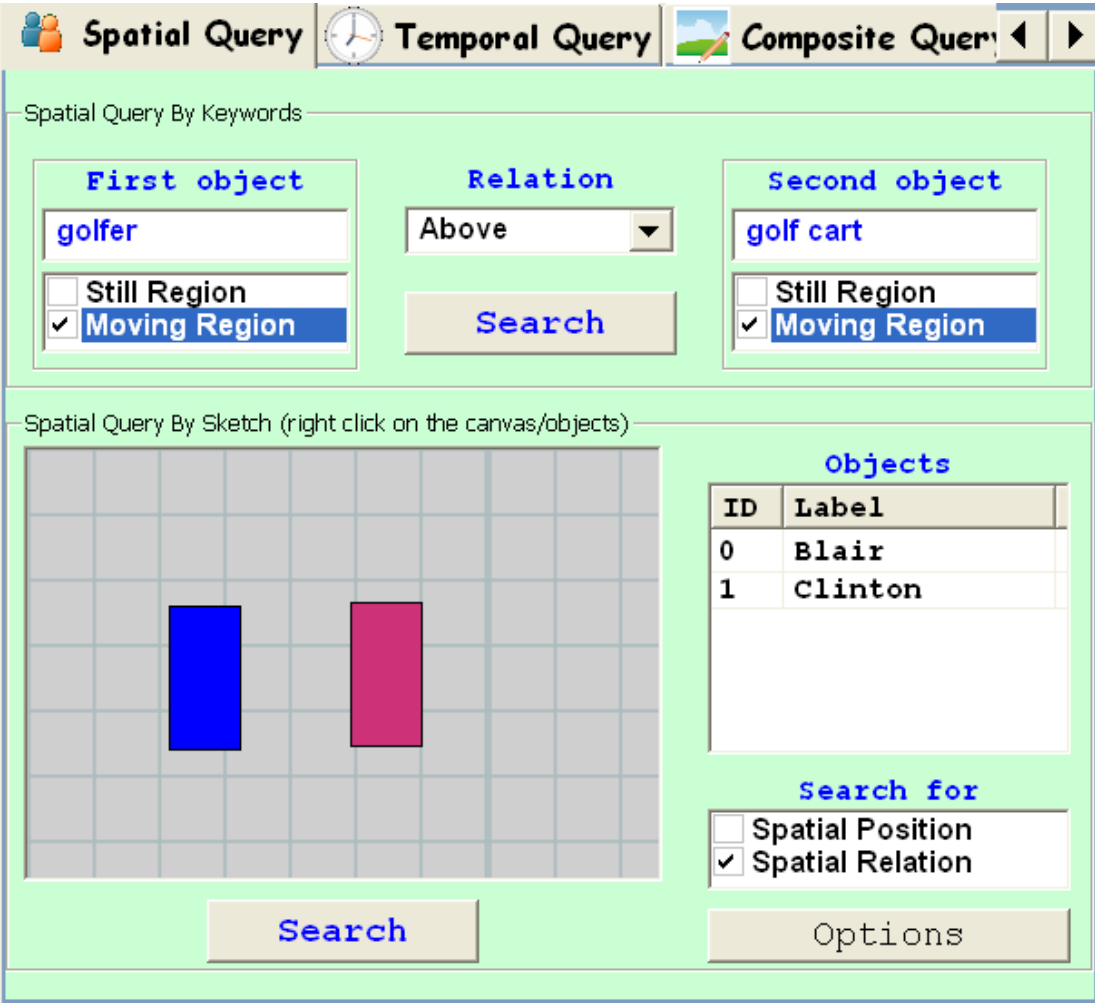 Spatial Query Temporal Query Composite Quer
Spatial Query By Keywords
First object Relation Second object
golfer Above golf cart
Still Region Still Region
Moving Region Search Moving Region
Spatial Query By Sketch (right click on the canvas/objects)
Objects
ID Label
0 Blair
1 Clinton
Search for
Spatial Position
Spatial Relation
Search Options